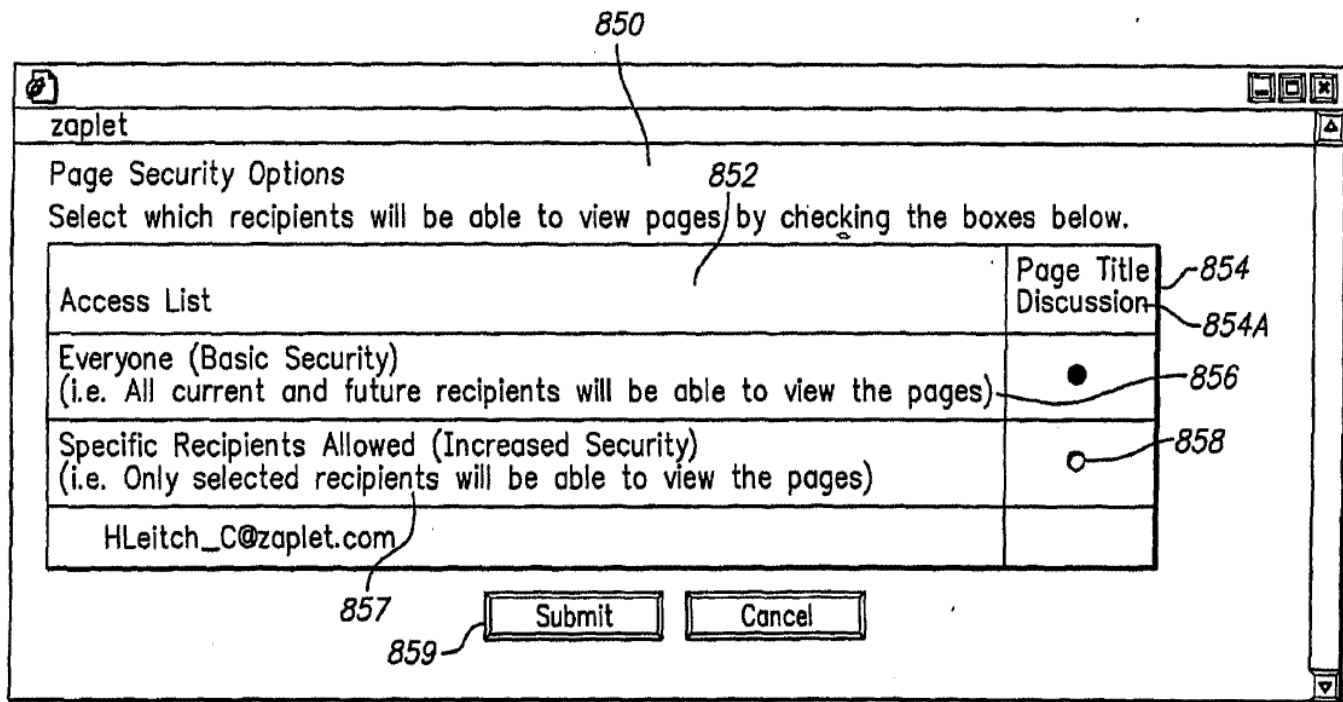 850
zaplet
Page Security Options
852
Select which recipients will be able to view pages by checking the boxes below.
Access List
Page Title
Discussion
854
854A
Everyone (Basic Security)
(i.e. All current and future recipients will be able to view the pages)
856
Specific Recipients Allowed (Increased Security)
(i.e. Only selected recipients will be able to view the pages)
858
HLeitch_C@zaplet.com
857
Submit
Cancel
859